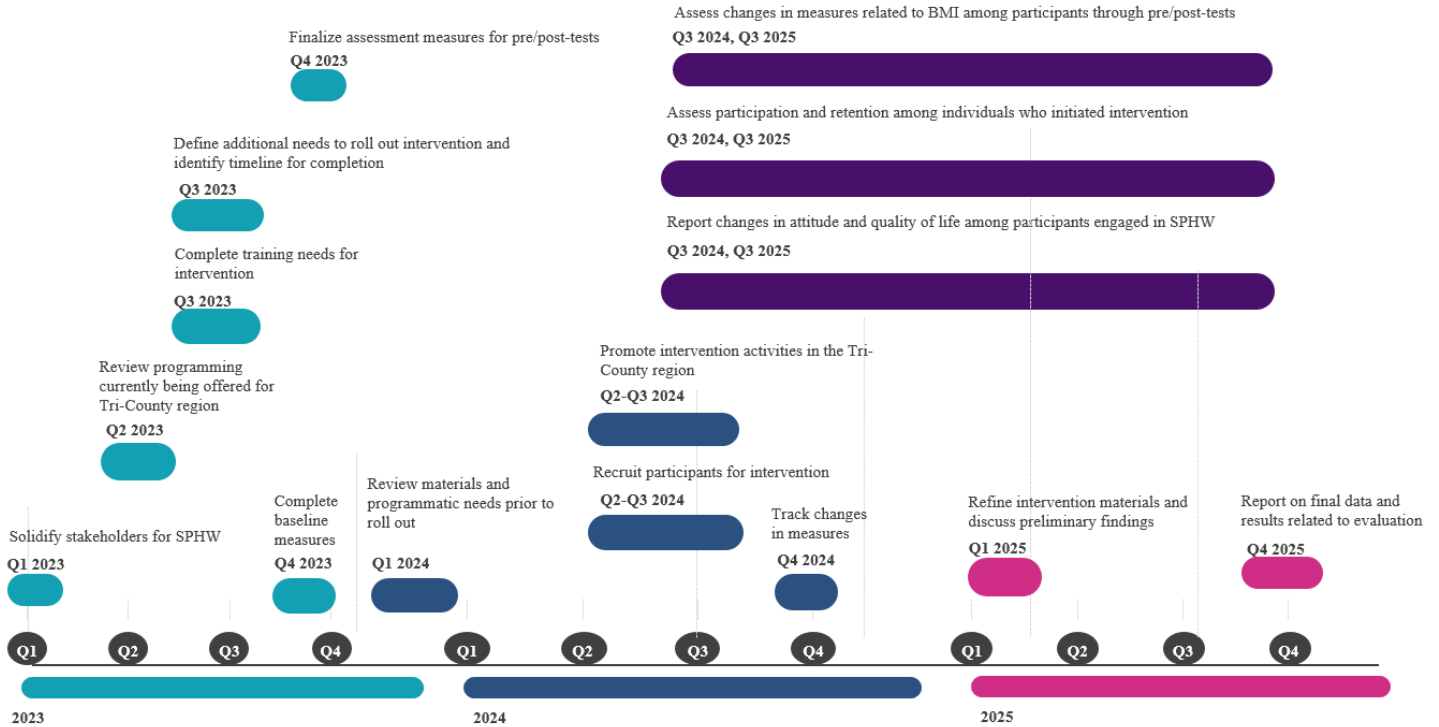 Assess changes in measures related to BMI among participants through pre/post-tests
Q3 2024, Q3 2025
Finalize assessment measures for pre/post-tests
Q4 2023
Assess participation and retention among individuals who initiated intervention
Q3 2024, Q3 2025
Define additional needs to roll out intervention and
identify timeline for completion
Q3 2023
Report changes in attitude and quality of life among participants engaged in SPHW
Q3 2024, Q3 2025
Complete training needs for
intervention
Q3 2023
Promote intervention activities in the Tri-
County region
Q2-Q3 2024
Review programming
currently being offered for
Tri-County region
Q2 2023
Recruit participants for intervention
Q2-Q3 2024
Review materials and
programmatic needs prior to
roll out
Q1 2024
Complete
baseline
measures
Q4 2023
Track changes
in measures
Q4 2024
Refine intervention materials and
discuss preliminary findings
Q1 2025
Report on final data and
results related to evaluation
Q4 2025
Solidify stakeholders for SPHW
Q1 2023
Q1
Q2
Q3
Q4
Q1
Q2
Q3
Q4
Q1
Q2
Q3
Q4
2023
2024
2025